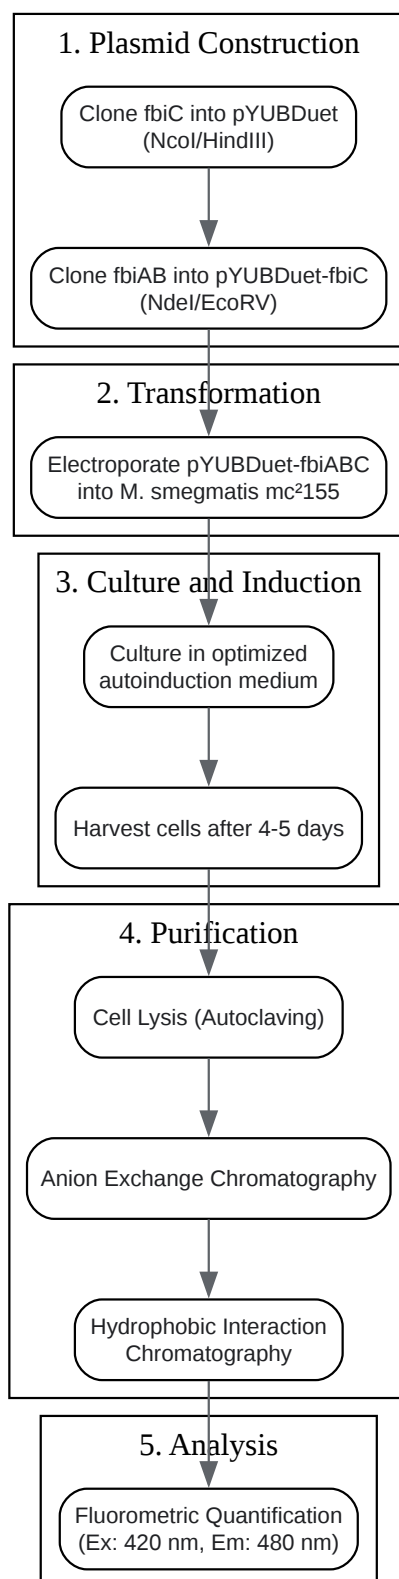 1. Plasmid Construction
Clone fbiC into pYUBDuet
(NcoI/HindIII)
Clone fbiAB into pYUBDuet-fbiC
(NdeI/EcoRV)
2. Transformation
Electroporate pYUBDuet-fbiABC
into M. smegmatis mc²155
3. Culture and Induction
Culture in optimized
autoinduction medium
Harvest cells after 4-5 days
4. Purification
Cell Lysis (Autoclaving)
Anion Exchange Chromatography
Hydrophobic Interaction
Chromatography
5. Analysis
Fluorometric Quantification
(Ex: 420 nm, Em: 480 nm)